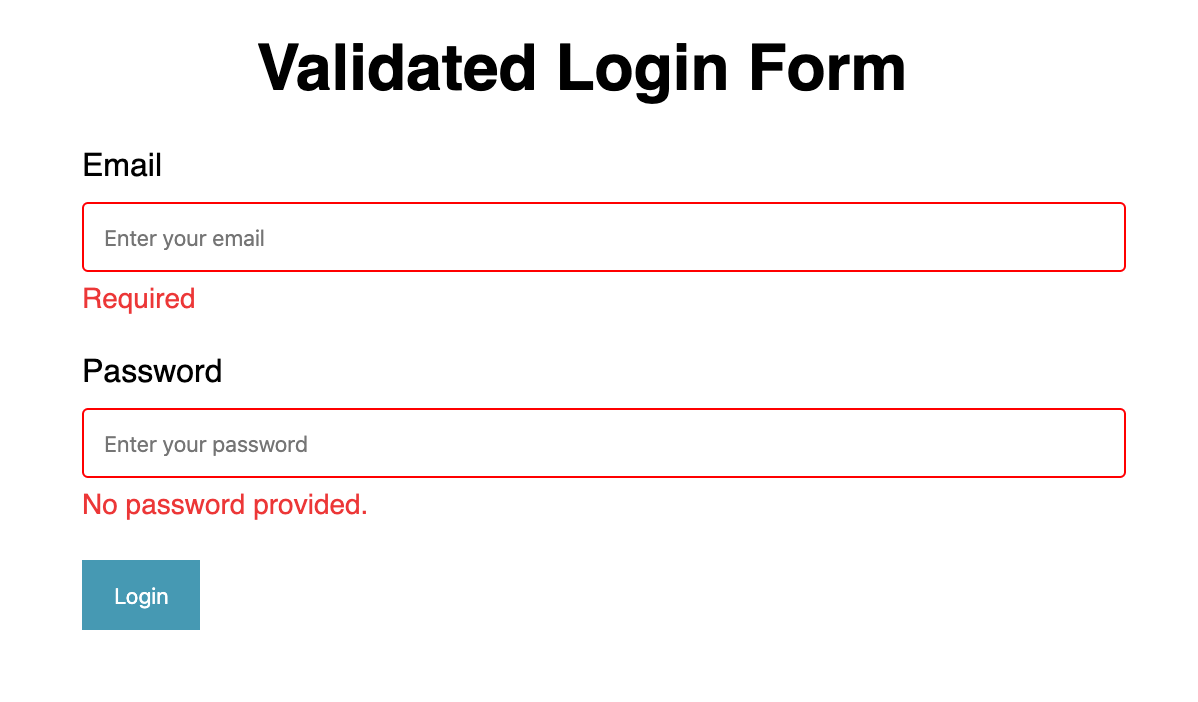 Validated Login Form
Email
Enter your email
Required
Password
Enter your password
No password provided.
Login